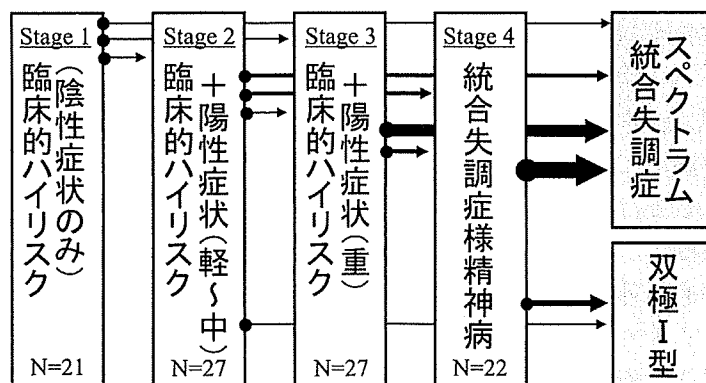 Stage 1
臨床的ハイリスク
(陰性症状のみ)
N=21
Stage 2
臨床的ハイリスク
+陽性症状(軽~中)
N=27
Stage 3
臨床的ハイリスク
+陽性症状(重)
N=27
Stage 4
統合失調症様精神病
N=22
統合失調症
スペクトラム
双極I型